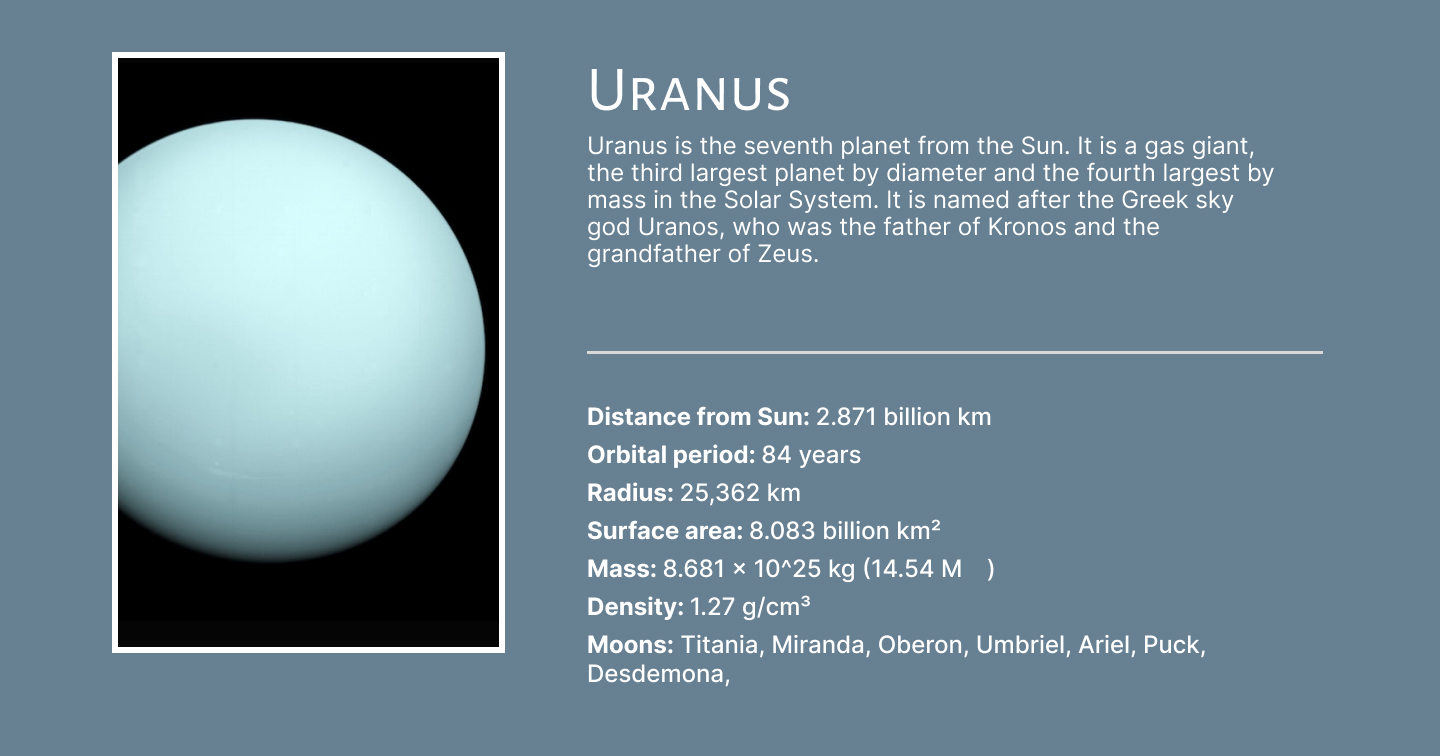 Uranus
Uranus is the seventh planet from the Sun. It is a gas giant,
the third largest planet by diameter and the fourth largest by
mass in the Solar System. It is named after the Greek sky
god Uranos, who was the father of Kronos and the
grandfather of Zeus.
Distance from Sun: 2.871 billion km
Orbital period: 84 years
Radius: 25,362 km
Surface area: 8.083 billion km²
Mass: 8.681 × 10^25 kg (14.54 M    )
Density: 1.27 g/cm³
Moons: Titania, Miranda, Oberon, Umbriel, Ariel, Puck,
Desdemona,